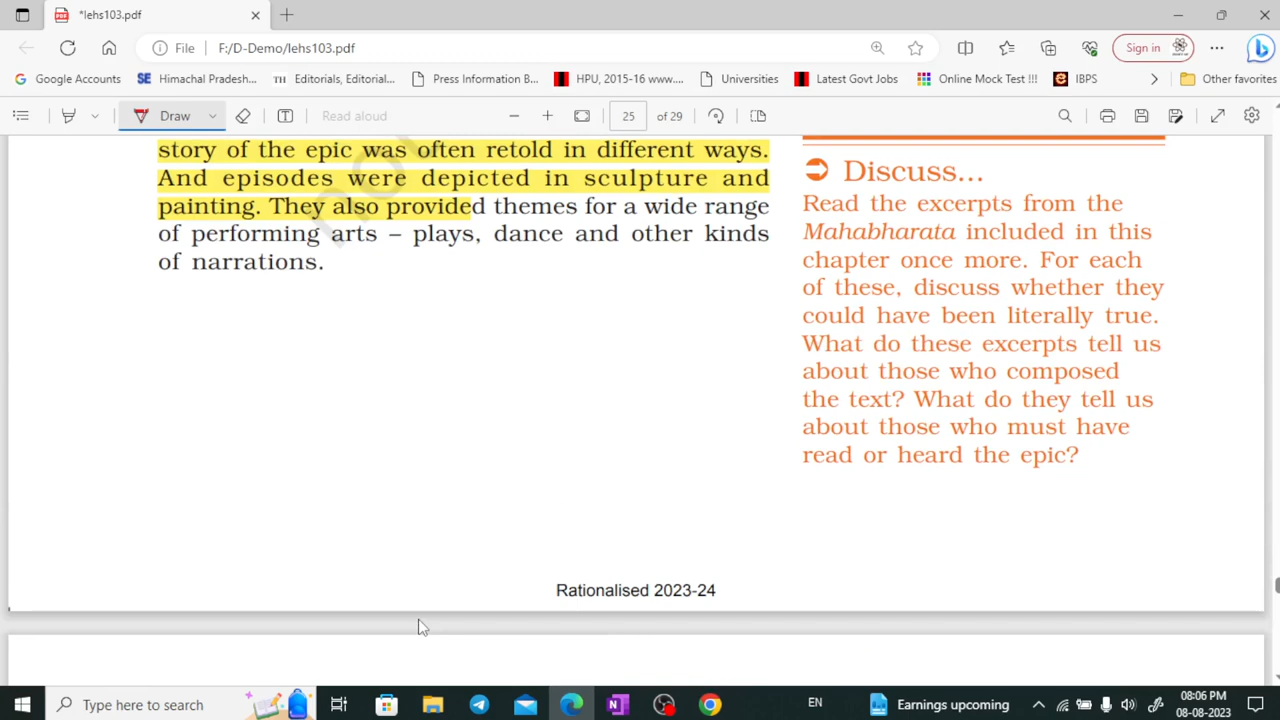 *lehs103.pdf
File F:/D-Demo/lehs103.pdf Sign in
Google Accounts SE Himachal Pradesh... TH Editorials, Editorial... Press Information B... HPU, 2015-16 www.... Universities Latest Govt Jobs Online Mock Test !!! IBPS Other favorites
Draw Read aloud 25 of 29
story of the epic was often retold in different ways.
And episodes were depicted in sculpture and
painting. They also provided themes for a wide range
of performing arts – plays, dance and other kinds
of narrations.
Discuss...
Read the excerpts from the
Mahabharata included in this
chapter once more. For each
of these, discuss whether they
could have been literally true.
What do these excerpts tell us
about those who composed
the text? What do they tell us
about those who must have
read or heard the epic?
no
Rationalised 2023-24
Type here to search EN Earnings upcoming 08:06 PM
08-08-2023